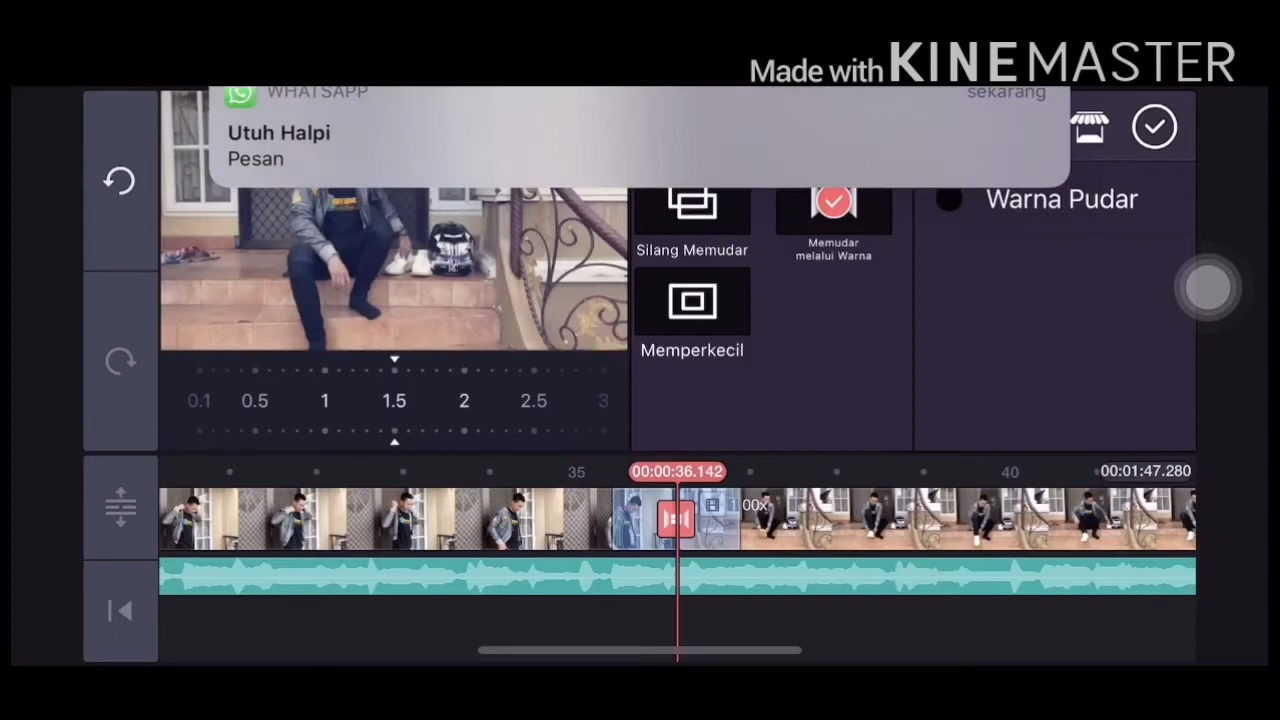 Made with KINEMASTER
WHATSAPP
sekarang
Utuh Halpi
Pesan
Warna Pudar
Silang Memudar
Memudar
melalui Warna
Memperkecil
0.1 0.5 1 1.5 2 2.5 3
35
00:00:36.142
40
00:01:47.280
1.00x